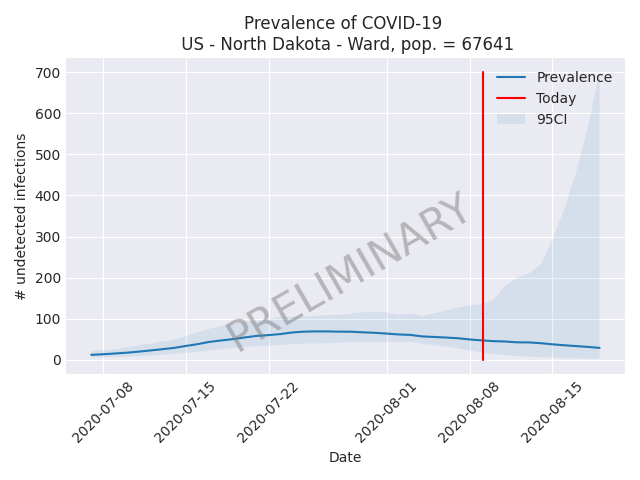 Prevalence of COVID-19
US - North Dakota - Ward, pop. = 67641
700
600
500
400
300
200
100
0
# undetected infections
Prevalence
Today
95CI
PRELIMINARY
2020-07-08
2020-07-15
2020-07-22
2020-08-01
2020-08-08
2020-08-15
Date